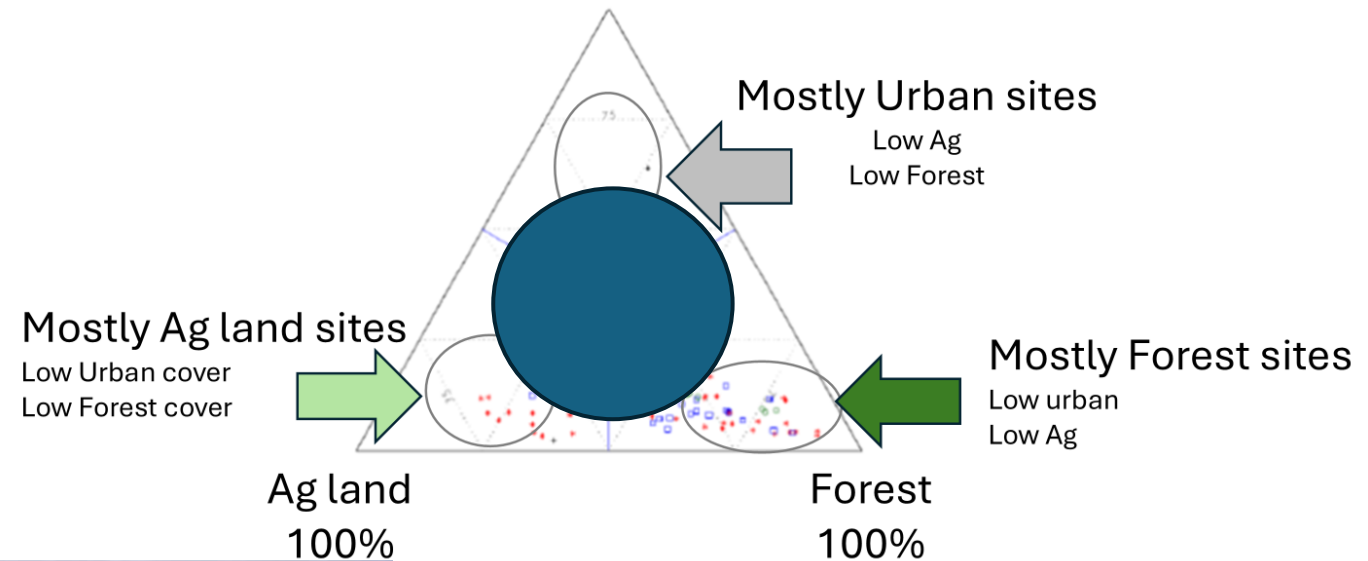 75
Mostly Urban sites
Low Ag
Low Forest
Mostly Ag land sites
Low Urban cover
Low Forest cover
Mostly Forest sites
Low urban
Low Ag
Ag land
100%
Forest
100%